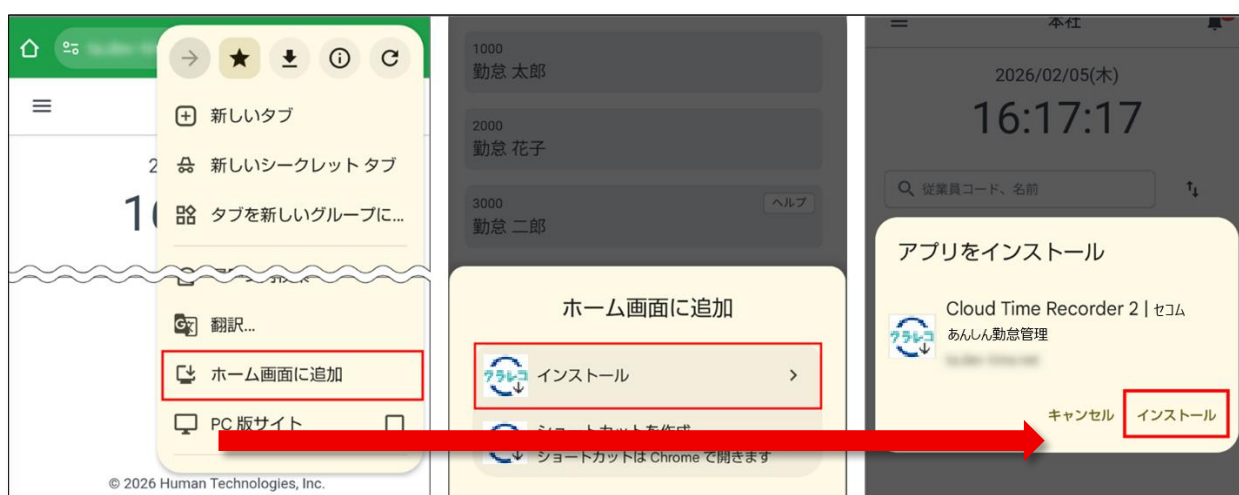 新しいタブ
新しいシークレット タブ
タブを新しいグループに...
翻訳...
ホーム画面に追加
PC 版サイト
© 2026 Human Technologies, Inc.
1000
勤怠 太郎
2000
勤怠 花子
3000
ヘルプ
勤怠 二郎
ホーム画面に追加
クラレコ
インストール
ショートカットを作成
ショートカットは Chrome で開きます
本社
2026/02/05(木)
16:17:17
従業員コード、名前
アプリをインストール
クラレコ
Cloud Time Recorder 2 | セコム
あんしん勤怠管理
キャンセル
インストール